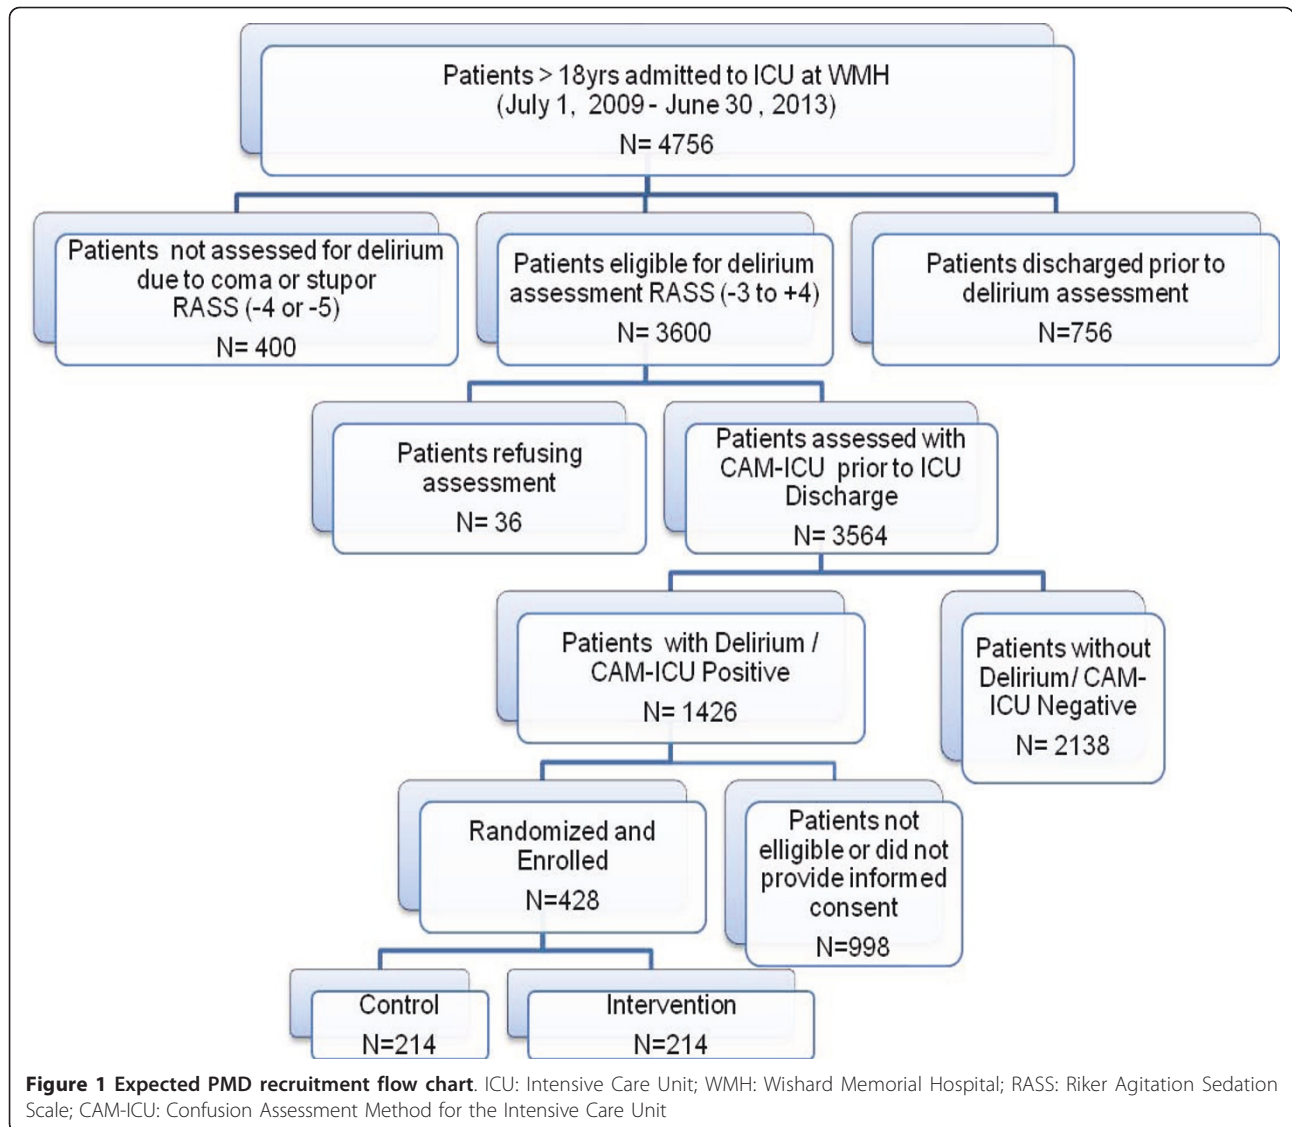 Patients > 18yrs admitted to ICU at WMH
(July 1, 2009 - June 30 , 2013)
N= 4756
Patients not assessed for delirium
due to coma or stupor
RASS (-4 or -5)
N= 400
Patients eligible for delirium
assessment RASS (-3 to +4)
N= 3600
Patients discharged prior to
delirium assessment
N=756
Patients refusing
assessment
N= 36
Patients assessed with
CAM-ICU prior to ICU
Discharge
N= 3564
Patients with Delirium /
CAM-ICU Positive
N= 1426
Patients without
Delirium/ CAM-
ICU Negative
N= 2138
Randomized and
Enrolled
N=428
Patients not
elligible or did not
provide informed
consent
N=998
Control
N=214
Intervention
N=214
Figure 1 Expected PMD recruitment flow chart. ICU: Intensive Care Unit; WMH: Wishard Memorial Hospital; RASS: Riker Agitation Sedation
Scale; CAM-ICU: Confusion Assessment Method for the Intensive Care Unit